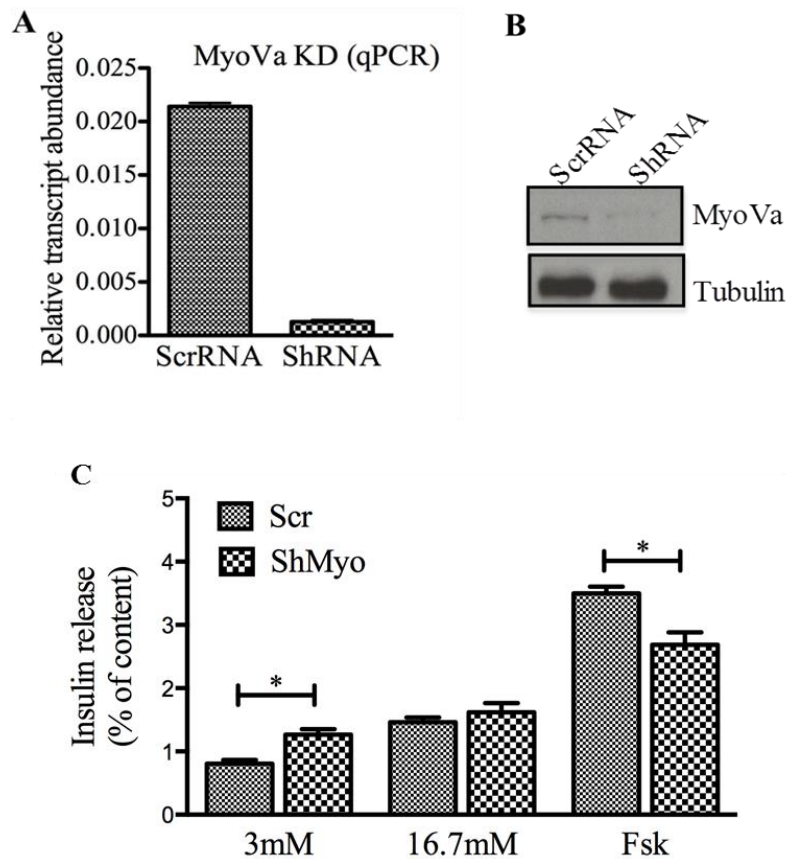 A
MyoVa KD (qPCR)
Relative transcript abundance
0.025
0.020
0.015
0.010
0.005
0.000
ScrRNA ShRNA
B
ScrRNA ShRNA
MyoVa
Tubulin
C
Insulin release
(% of content)
5
4
3
2
1
0
Scr
ShMyo
*
*
3mM 16.7mM Fsk